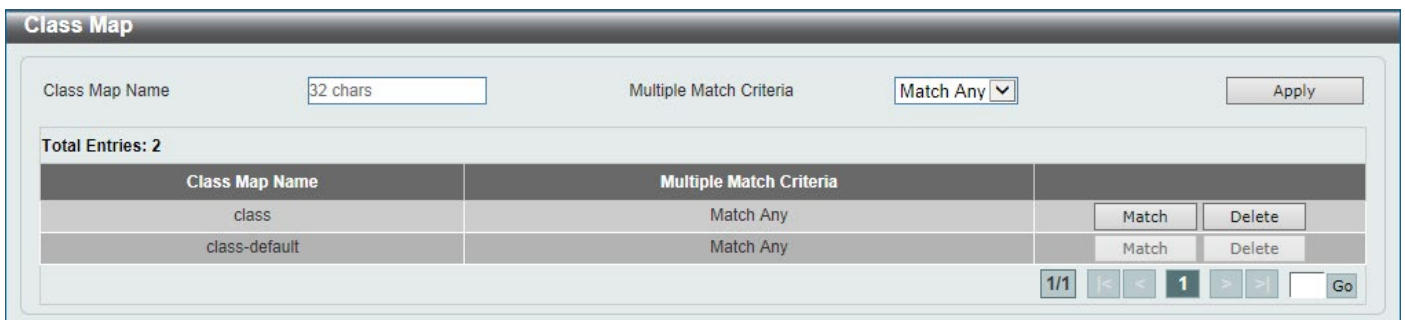 Class Map
Class Map Name 32 chars Multiple Match Criteria Match Any Apply
Total Entries: 2
Class Map Name Multiple Match Criteria
class Match Any Match Delete
class-default Match Any Match Delete
1/1 |< < 1 > >| Go